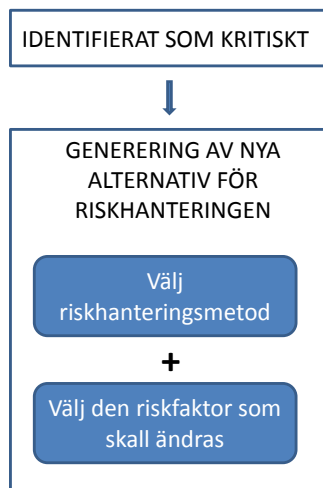 IDENTIFIERAT SOM KRITISKT
GENERERING AV NYA
ALTERNATIV FÖR
RISKHANTERINGEN
Välj
riskhanteringsmetod
+
Välj den riskfaktor som
skall ändras